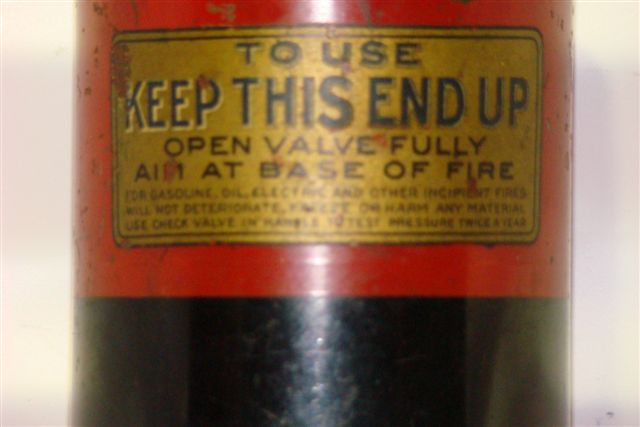 TO USE
KEEP THIS END UP
OPEN VALVE FULLY
AIM AT BASE OF FIRE
FOR GASOLINE, OIL, ELECTRIC AND OTHER INCIPIENT FIRES
WILL NOT DETERIORATE, FREEZE OR HARM ANY MATERIAL
USE CHECK VALVE IN HANDLE TO TEST PRESSURE TWICE A YEAR